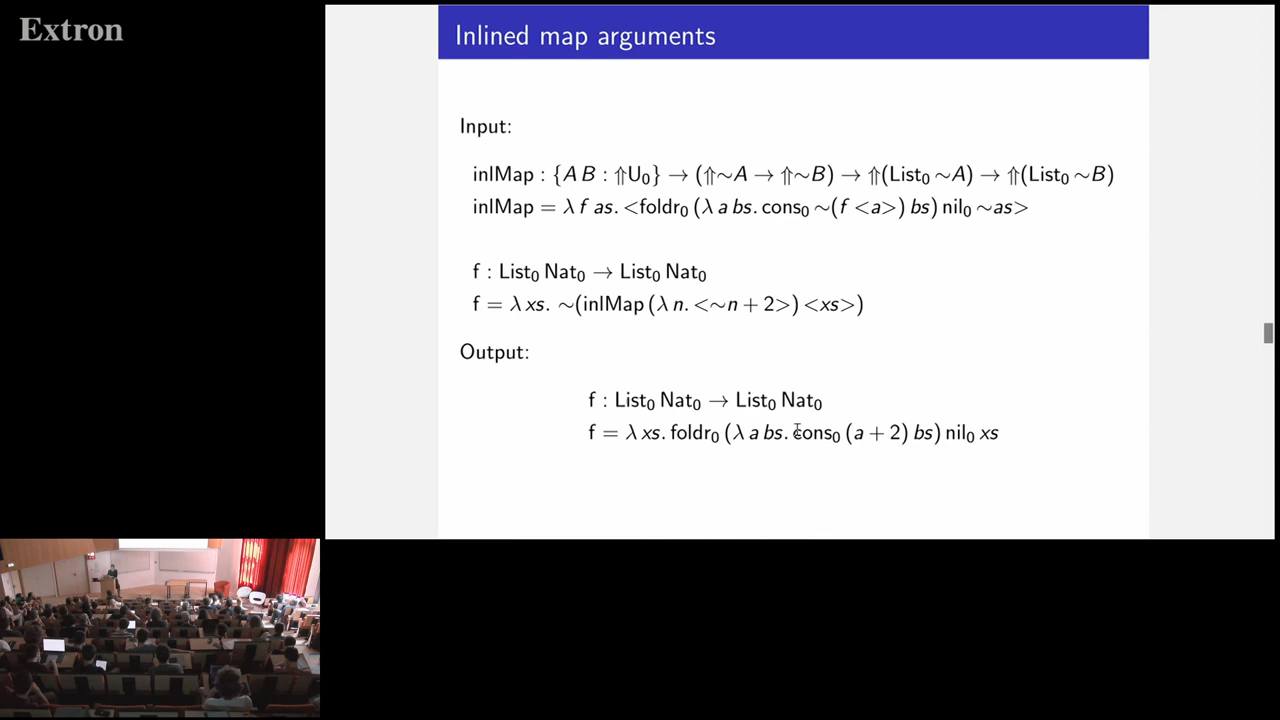 Extron
Inlined map arguments
Input:
inlMap : {A B : ⇑U₀} → (⇑∼A → ⇑∼B) → ⇑(List₀ ∼A) → ⇑(List₀ ∼B)
inlMap = λ f as. <foldr₀ (λ a bs. cons₀ ∼(f <a>) bs) nil₀ ∼as>
f : List₀ Nat₀ → List₀ Nat₀
f = λ xs. ∼(inlMap (λ n. <∼n + 2>) <xs>)
Output:
f : List₀ Nat₀ → List₀ Nat₀
f = λ xs. foldr₀ (λ a bs. cons₀ (a + 2) bs) nil₀ xs